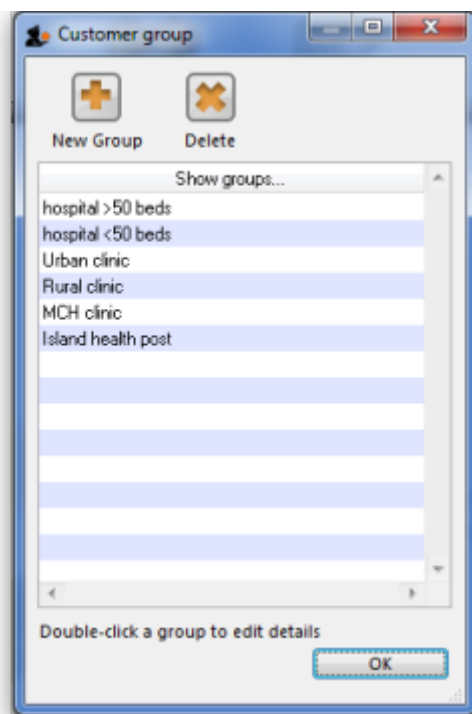 Customer group
New Group Delete
Show groups...
hospital >50 beds
hospital <50 beds
Urban clinic
Rural clinic
MCH clinic
Island health post
Double-click a group to edit details
OK